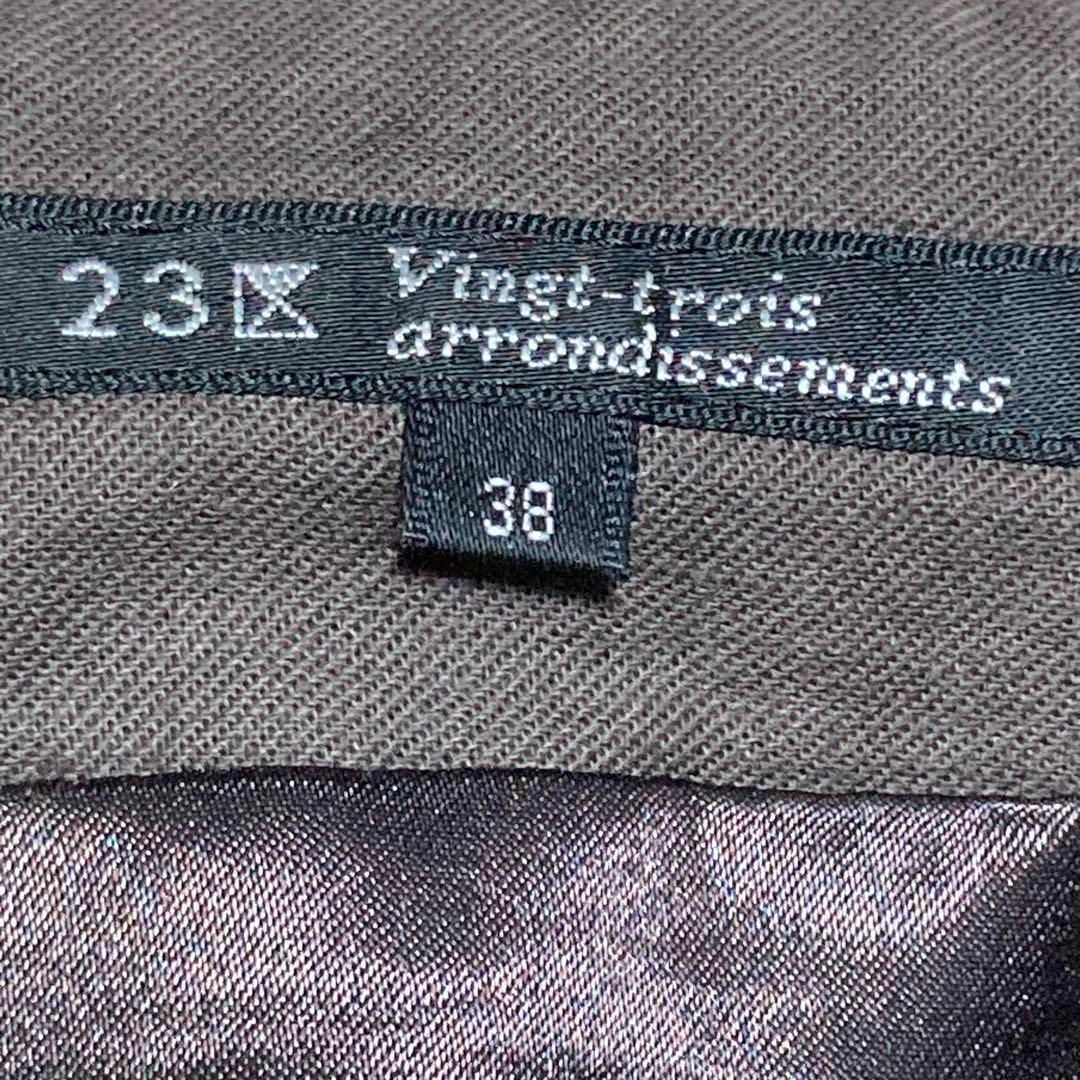 23区
Vingt-trois
arrondissements
38